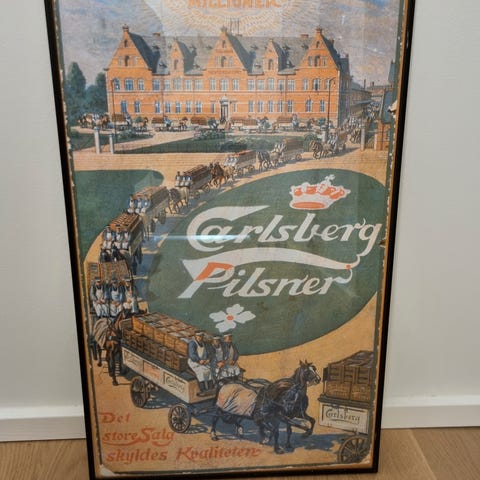 MILLIONER
Carlsberg
Pilsner
Carlsberg
Det
store Salg
skyldes Kvaliteten